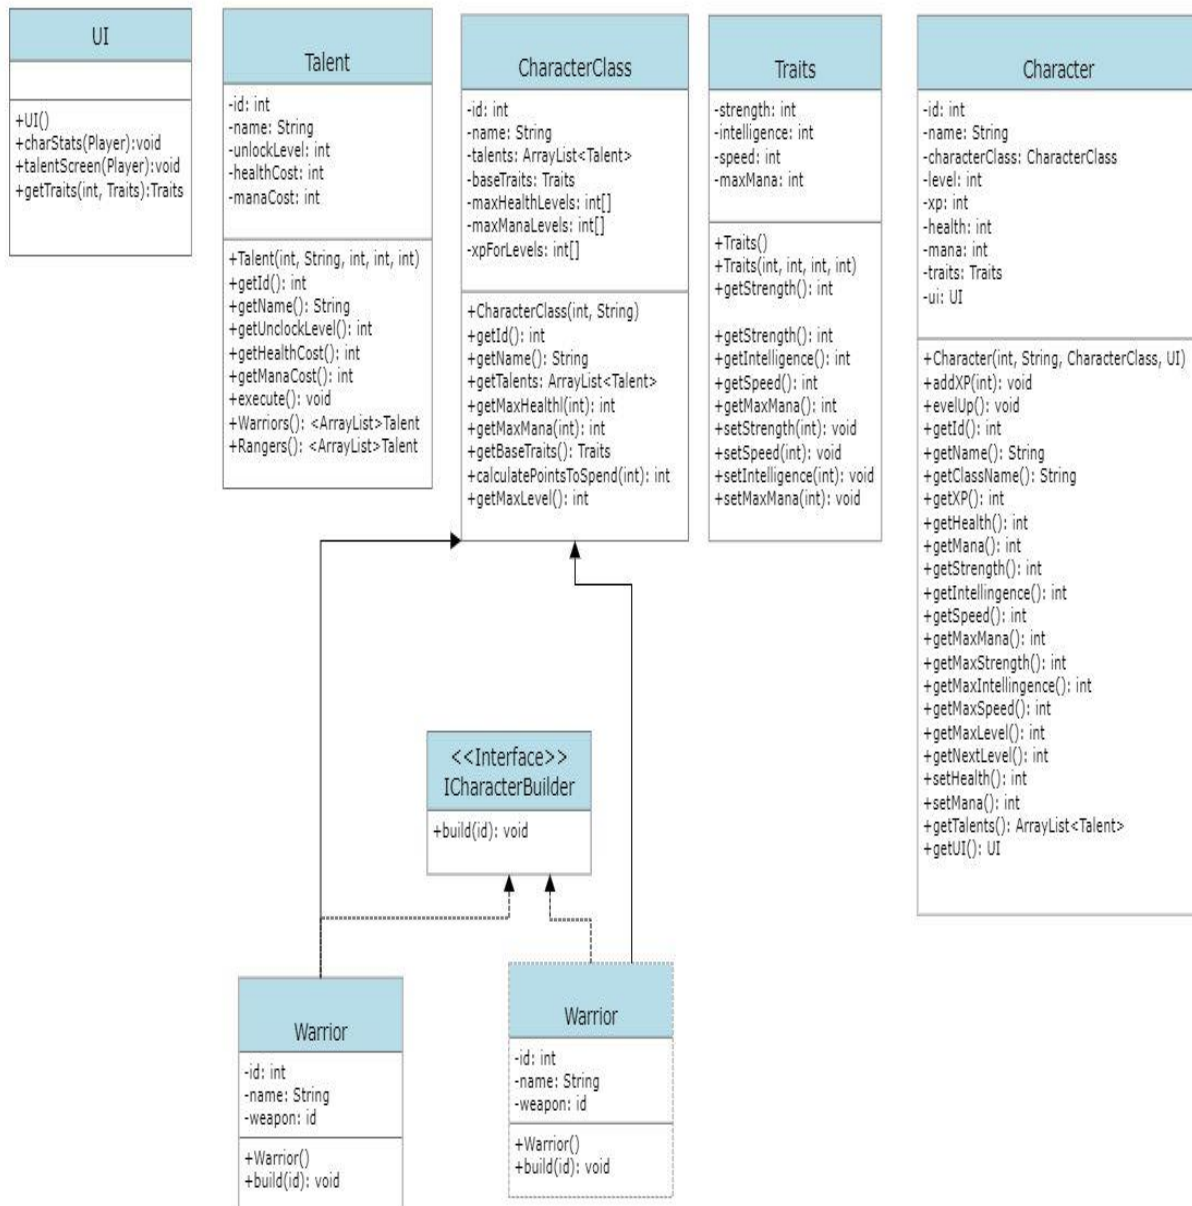 UI
+UI()
+charStats(Player):void
+talentScreen(Player):void
+getTraits(int, Traits):Traits
Talent
-id: int
-name: String
-unlockLevel: int
-healthCost: int
-manaCost: int
+Talent(int, String, int, int, int)
+getId(): int
+getName(): String
+getUnclockLevel(): int
+getHealthCost(): int
+getManaCost(): int
+execute(): void
+Warriors(): <ArrayList>Talent
+Rangers(): <ArrayList>Talent
CharacterClass
-id: int
-name: String
-talents: ArrayList<Talent>
-baseTraits: Traits
-maxHealthLevels: int[]
-maxManaLevels: int[]
-xpForLevels: int[]
+CharacterClass(int, String)
+getId(): int
+getName(): String
+getTalents: ArrayList<Talent>
+getMaxHealthl(int): int
+getMaxMana(int): int
+getBaseTraits(): Traits
+calculatePointsToSpend(int): int
+getMaxLevel(): int
Traits
-strength: int
-intelligence: int
-speed: int
-maxMana: int
+Traits()
+Traits(int, int, int, int)
+getStrength(): int
+getStrength(): int
+getIntelligence(): int
+getSpeed(): int
+getMaxMana(): int
+setStrength(int): void
+setSpeed(int): void
+setIntelligence(int): void
+setMaxMana(int): void
Character
-id: int
-name: String
-characterClass: CharacterClass
-level: int
-xp: int
-health: int
-mana: int
-traits: Traits
-ui: UI
+Character(int, String, CharacterClass, UI)
+addXP(int): void
+evelUp(): void
+getId(): int
+getName(): String
+getClassName(): String
+getXP(): int
+getHealth(): int
+getMana(): int
+getStrength(): int
+getIntellingence(): int
+getSpeed(): int
+getMaxMana(): int
+getMaxStrength(): int
+getMaxIntellingence(): int
+getMaxSpeed(): int
+getMaxLevel(): int
+getNextLevel(): int
+setHealth(): int
+setMana(): int
+getTalents(): ArrayList<Talent>
+getUI(): UI
<<Interface>>
ICharacterBuilder
+build(id): void
Warrior
-id: int
-name: String
-weapon: id
+Warrior()
+build(id): void
Warrior
-id: int
-name: String
-weapon: id
+Warrior()
+build(id): void